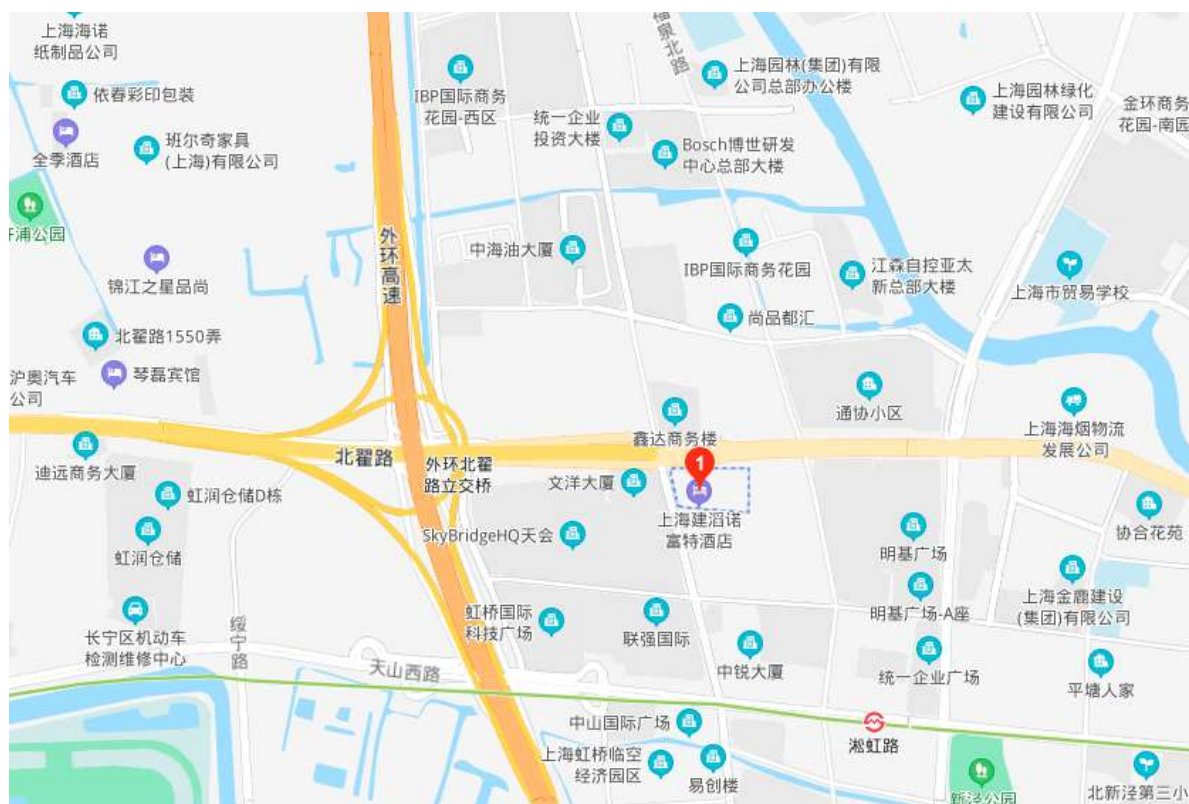 上海海诺
纸制品公司
依春彩印包装
全季酒店
班尔奇家具
(上海)有限公司
IBP国际商务
花园-西区
福泉北路
统一企业
投资大楼
上海园林(集团)有限
公司总部办公楼
Bosch博世研发
中心总部大楼
上海园林绿化
建设有限公司
金环商务
花园-南园
浦公园
外环高速
中海油大厦
IBP国际商务花园
江森自控亚太
新总部大楼
上海市贸易学校
锦江之星品尚
尚品都汇
北翟路1550弄
琴磊宾馆
沪奥汽车
公司
通协小区
上海海烟物流
发展公司
鑫达商务楼
北翟路
外环北翟
路立交桥
迪远商务大厦
虹润仓储D栋
虹润仓储
文洋大厦
1
上海建滔诺
富特酒店
SkyBridgeHQ天会
明基广场
协合花苑
明基广场-A座
上海金鹿建设
(集团)有限公司
长宁区机动车
检测维修中心
绥宁路
虹桥国际
科技广场
联强国际
中锐大厦
统一企业广场
平塘人家
天山西路
中山国际广场
淞虹路
上海虹桥临空
经济园区
易创楼
新泾公园
北新泾第三小